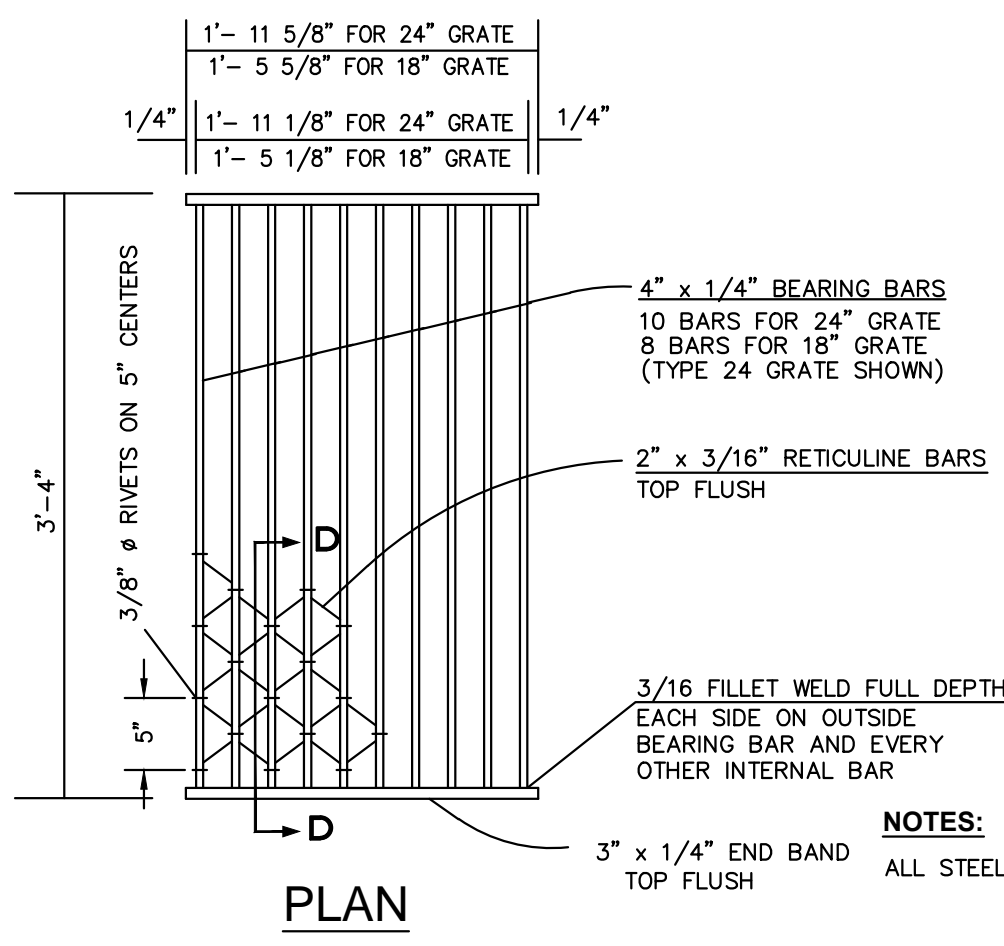 1'- 11 5/8" FOR 24" GRATE
1'- 5 5/8" FOR 18" GRATE
1/4"
1'- 11 1/8" FOR 24" GRATE
1/4"
1'- 5 1/8" FOR 18" GRATE
3'-4"
3/8" ø RIVETS ON 5" CENTERS
5"
4" x 1/4" BEARING BARS
10 BARS FOR 24" GRATE
8 BARS FOR 18" GRATE
(TYPE 24 GRATE SHOWN)
2" x 3/16" RETICULINE BARS
TOP FLUSH
D
3/16 FILLET WELD FULL DEPTH
EACH SIDE ON OUTSIDE
BEARING BAR AND EVERY
OTHER INTERNAL BAR
D
3" x 1/4" END BAND
TOP FLUSH
NOTES:
ALL STEEL
PLAN